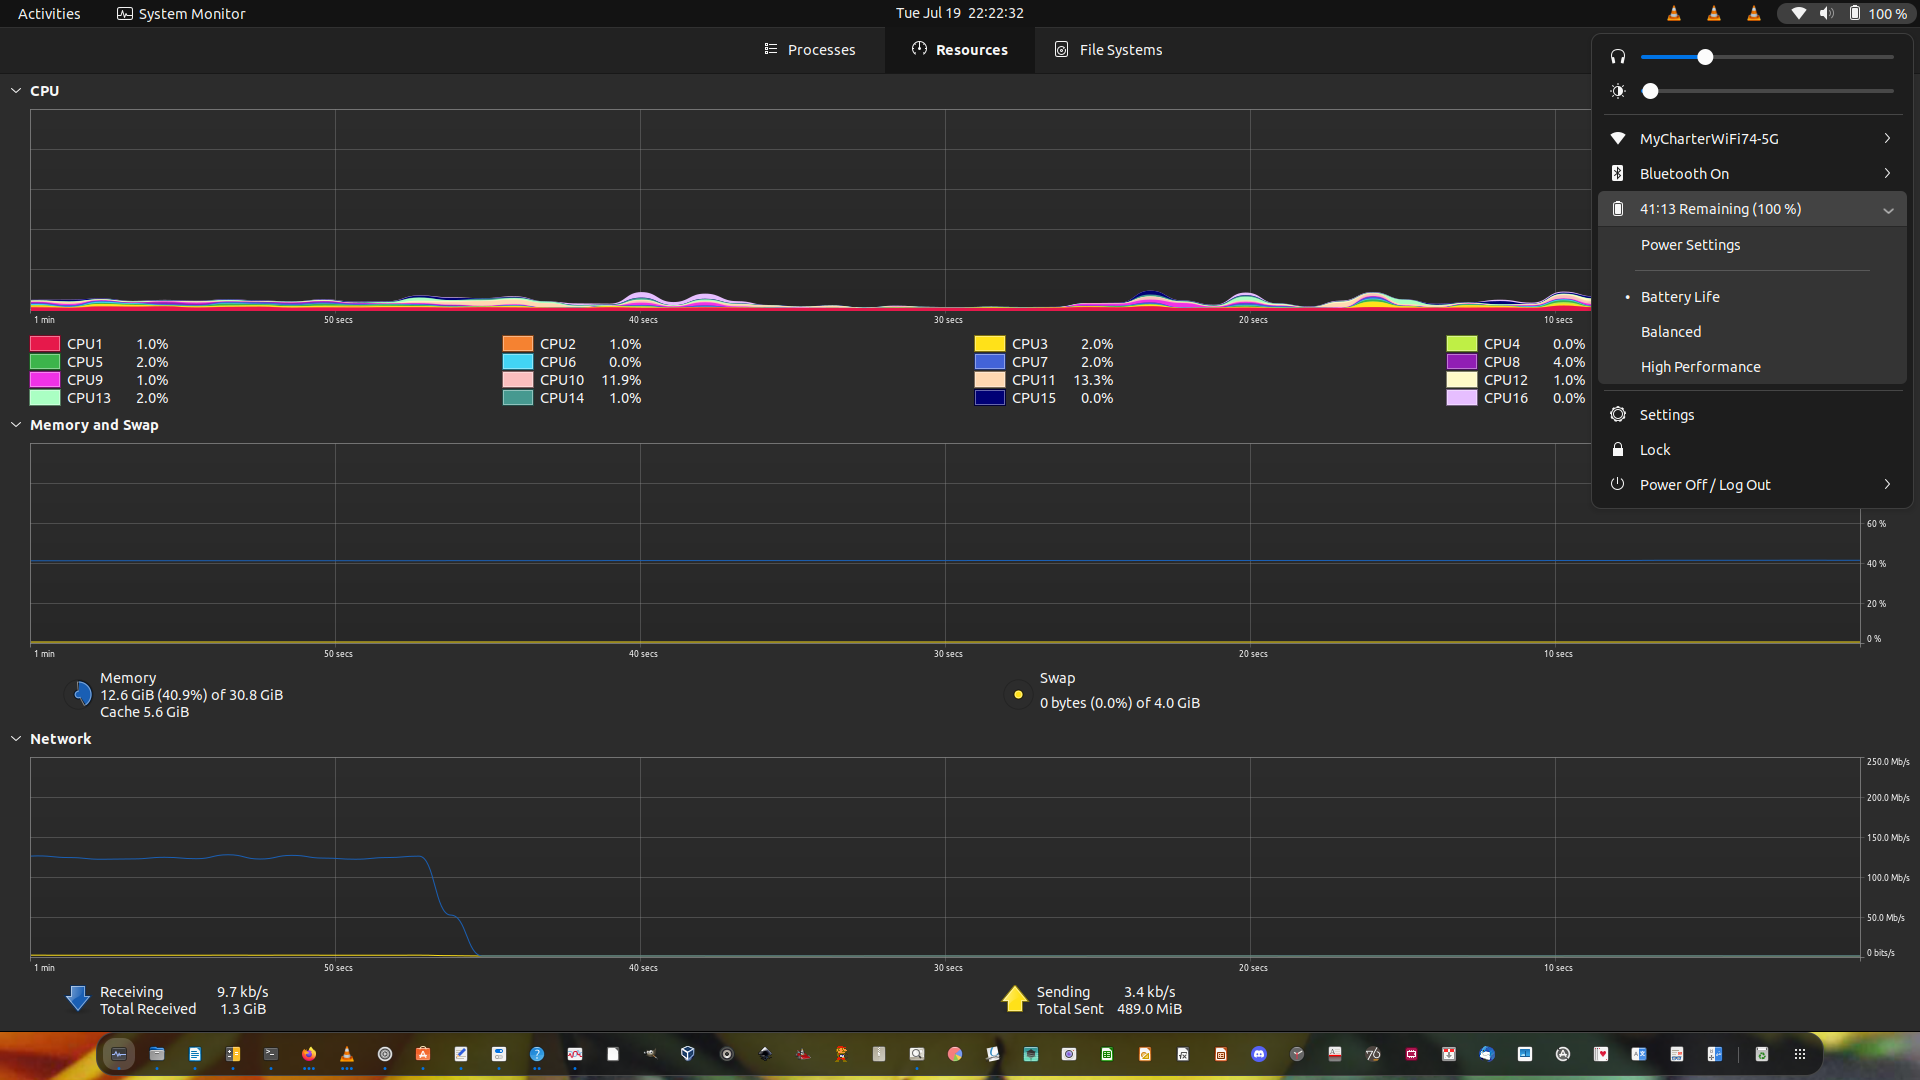 Activities
System Monitor
Tue Jul 19 22:22:32
100 %
Processes
Resources
File Systems
CPU
1 min
50 secs
40 secs
30 secs
20 secs
10 secs
CPU1 1.0%
CPU2 1.0%
CPU3 2.0%
CPU4 0.0%
CPU5 2.0%
CPU6 0.0%
CPU7 2.0%
CPU8 4.0%
CPU9 1.0%
CPU10 11.9%
CPU11 13.3%
CPU12 1.0%
CPU13 2.0%
CPU14 1.0%
CPU15 0.0%
CPU16 0.0%
MyCharterWiFi74-5G
Bluetooth On
41:13 Remaining (100 %)
Power Settings
• Battery Life
Balanced
High Performance
Settings
Lock
Power Off / Log Out
Memory and Swap
60 %
40 %
20 %
0 %
1 min
50 secs
40 secs
30 secs
20 secs
10 secs
Memory
12.6 GiB (40.9%) of 30.8 GiB
Cache 5.6 GiB
Swap
0 bytes (0.0%) of 4.0 GiB
Network
250.0 Mb/s
200.0 Mb/s
150.0 Mb/s
100.0 Mb/s
50.0 Mb/s
0 bits/s
1 min
50 secs
40 secs
30 secs
20 secs
10 secs
Receiving 9.7 kb/s
Total Received 1.3 GiB
Sending 3.4 kb/s
Total Sent 489.0 MiB
76